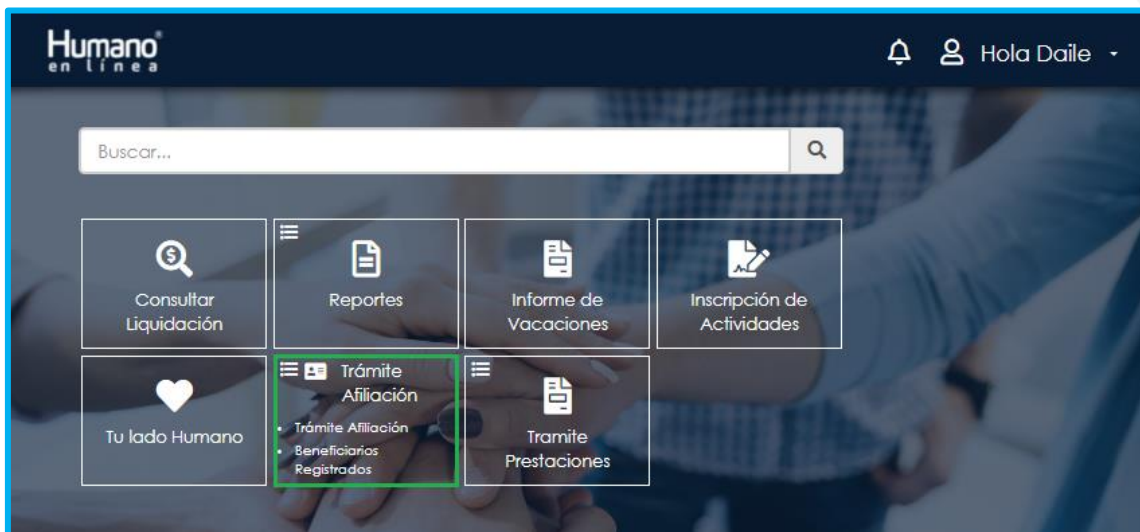 Humano®
en línea
Hola Daile
Buscar...
Consultar
Liquidación
Reportes
Informe de
Vacaciones
Inscripción de
Actividades
Tu lado Humano
Trámite
Afiliación
Trámite Afiliación
Beneficiarios
Registrados
Tramite
Prestaciones